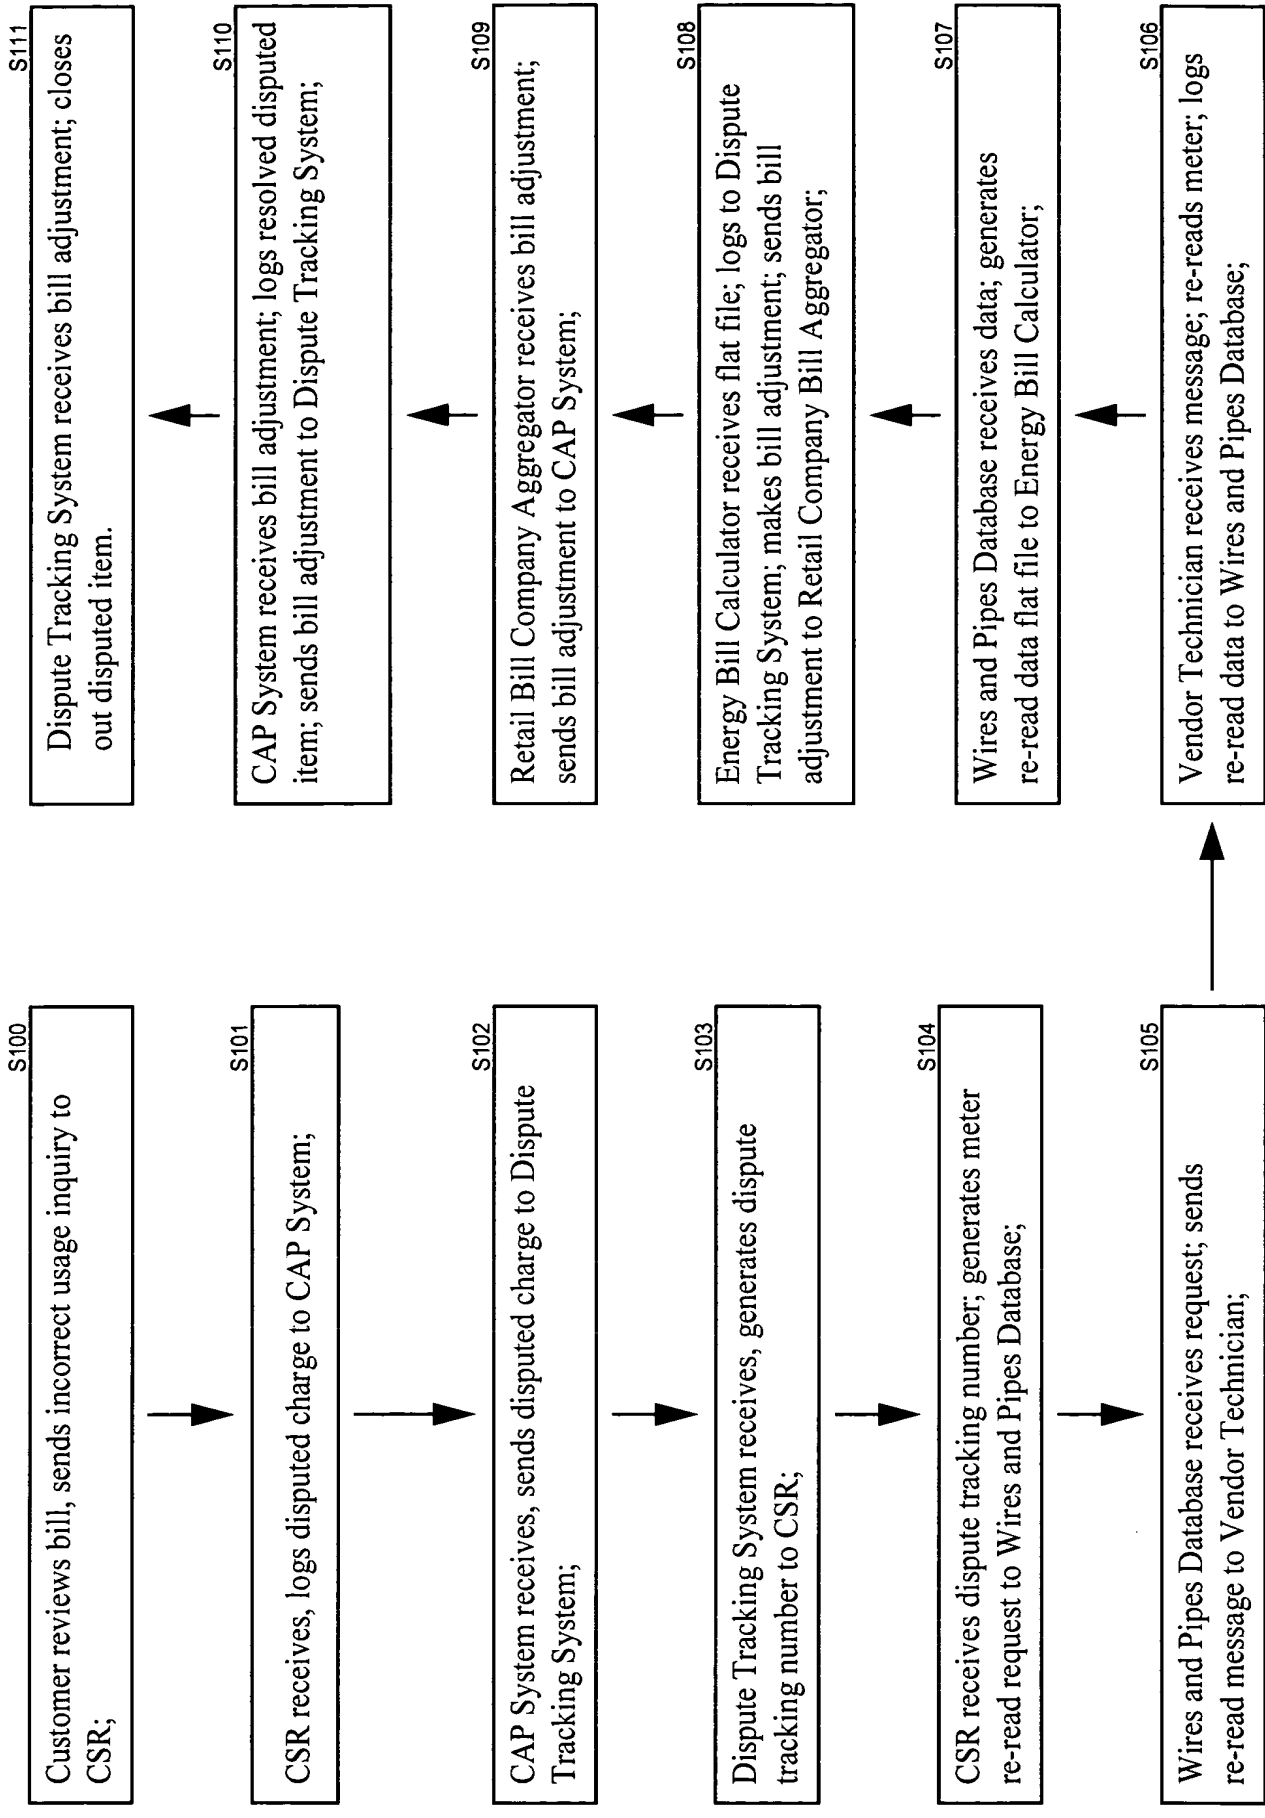 S100
Customer reviews bill, sends incorrect usage inquiry to
CSR;
S101
CSR receives, logs disputed charge to CAP System;
S102
CAP System receives, sends disputed charge to Dispute
Tracking System;
S103
Dispute Tracking System receives, generates dispute
tracking number to CSR;
S104
CSR receives dispute tracking number; generates meter
re-read request to Wires and Pipes Database;
S105
Wires and Pipes Database receives request; sends
re-read message to Vendor Technician;
S106
Vendor Technician receives message; re-reads meter; logs
re-read data to Wires and Pipes Database;
S107
Wires and Pipes Database receives data; generates
re-read data flat file to Energy Bill Calculator;
S108
Energy Bill Calculator receives flat file; logs to Dispute
Tracking System; makes bill adjustment; sends bill
adjustment to Retail Company Bill Aggregator;
S109
Retail Bill Company Aggregator receives bill adjustment;
sends bill adjustment to CAP System;
S110
CAP System receives bill adjustment; logs resolved disputed
item; sends bill adjustment to Dispute Tracking System;
S111
Dispute Tracking System receives bill adjustment; closes
out disputed item.